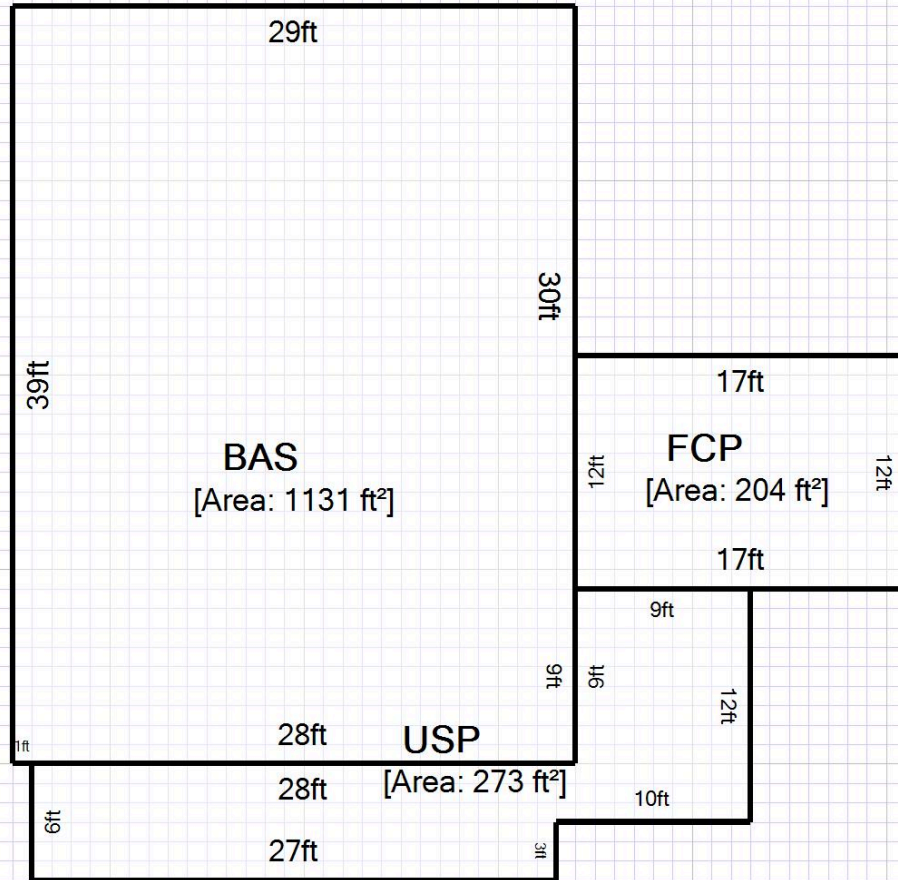 29ft
30ft
39ft
17ft
BAS
[Area: 1131 ft²]
12ft
FCP
[Area: 204 ft²]
12ft
17ft
9ft
9ft
9ft
12ft
1ft
28ft
USP
[Area: 273 ft²]
28ft
10ft
6ft
27ft
3ft